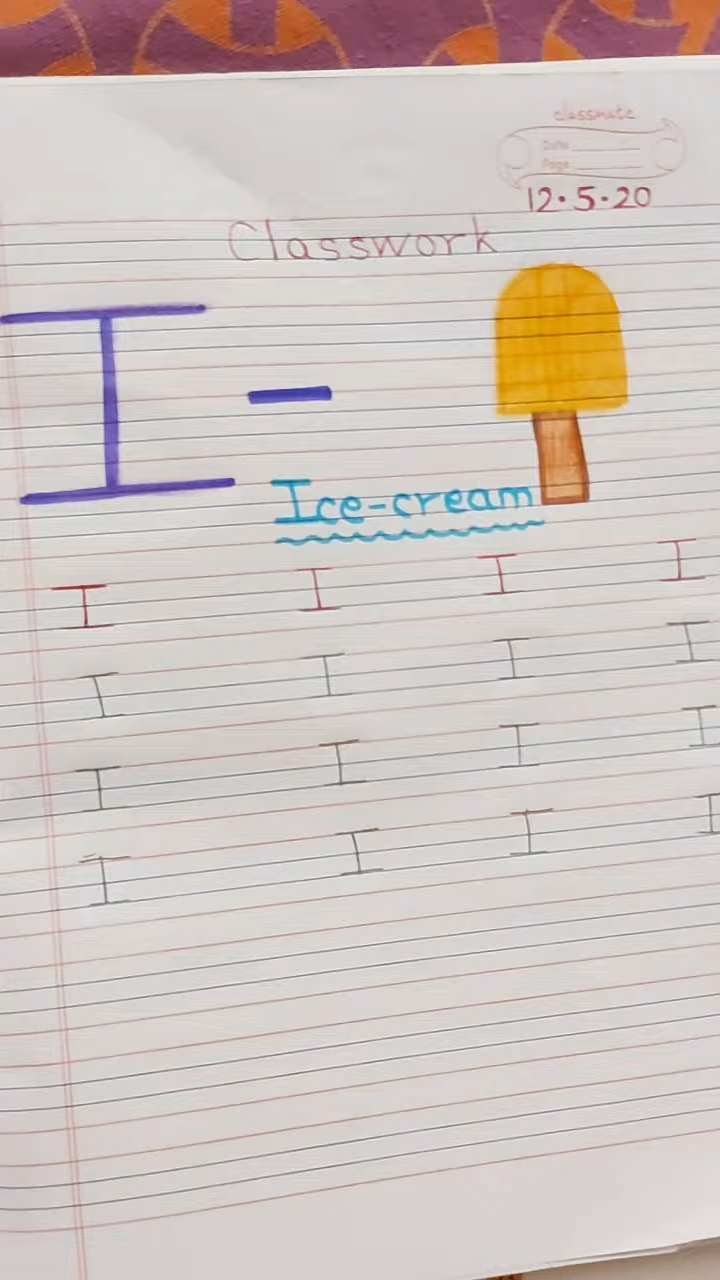 classmate
Date
Page
12.5.20
Classwork
I -
Ice-cream
I I I I
I I I I
I I I I
I I I I